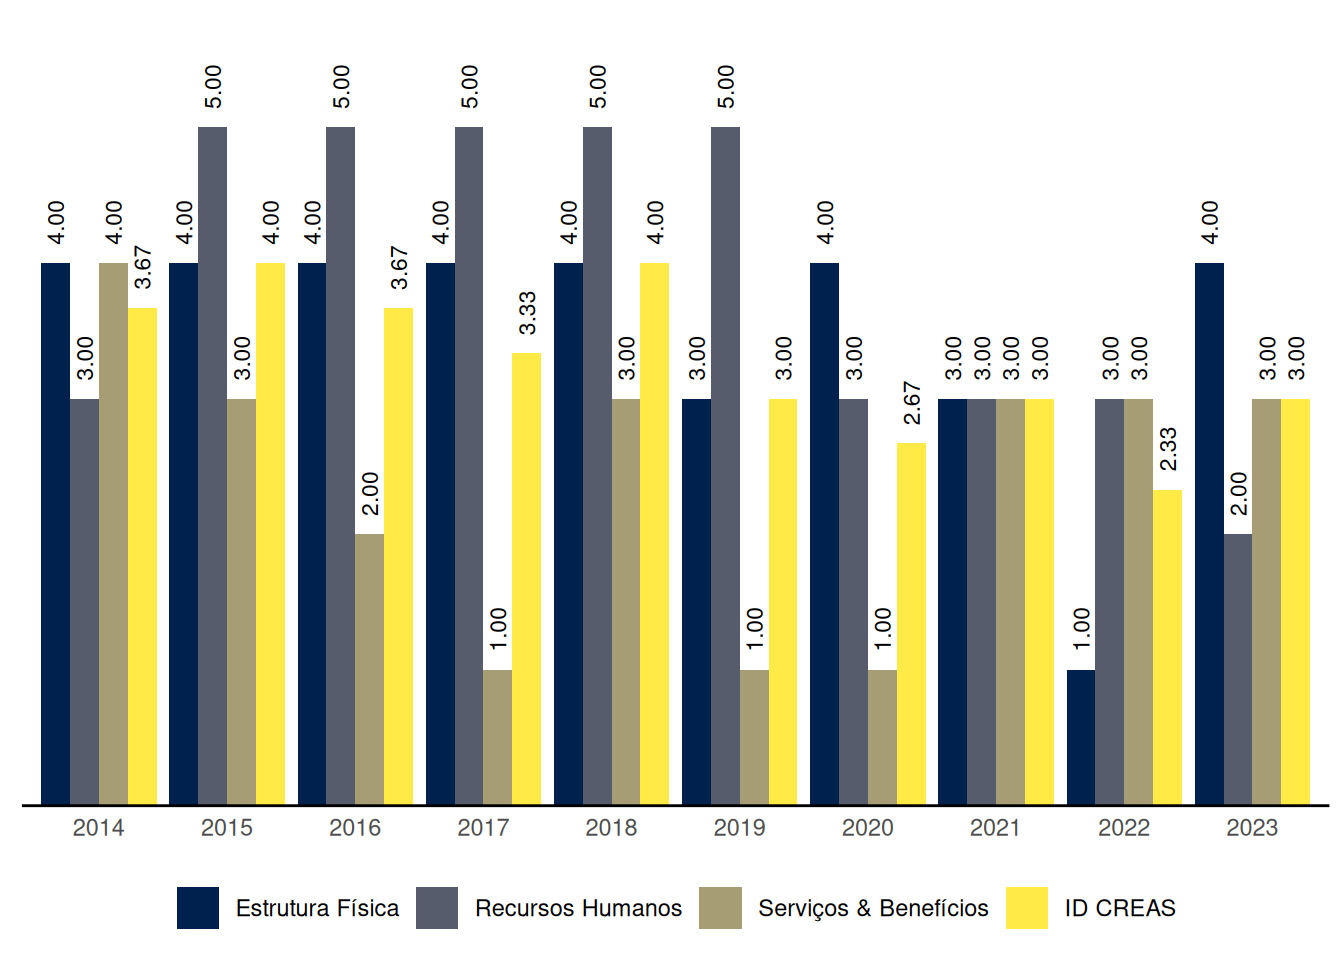 5.00 5.00 5.00 5.00 5.00
4.00 4.00 4.00 4.00 4.00 4.00 4.00 4.00 4.00 4.00
3.67 3.67
3.33
3.00 3.00 3.00 3.00 3.00 3.00 3.00 3.00 3.00 3.00 3.00 3.00 3.00 3.00
2.67
2.33
2.00 2.00
1.00 1.00 1.00 1.00
2014 2015 2016 2017 2018 2019 2020 2021 2022 2023
Estrutura Física Recursos Humanos Serviços & Benefícios ID CREAS